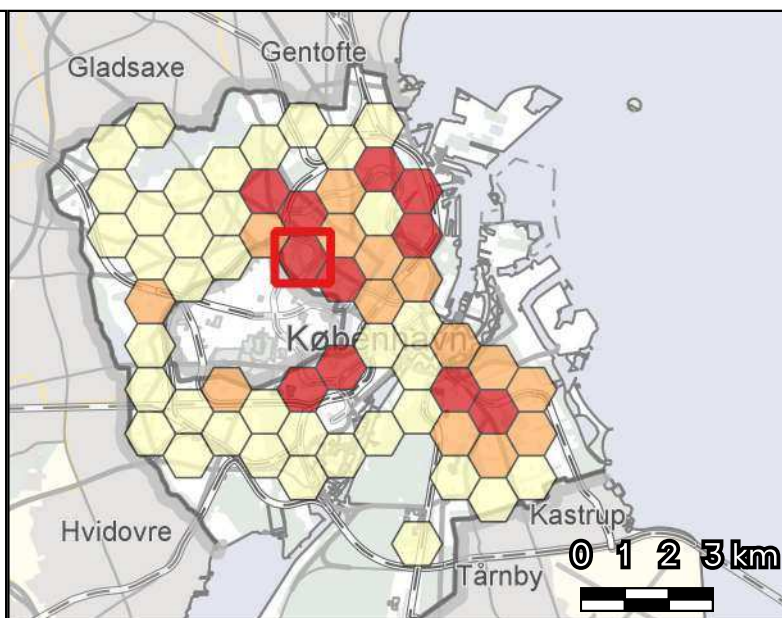 Gentofte
Gladsaxe
København
Hvidovre
Kastrup
0 1 2 3 km
Tårnby